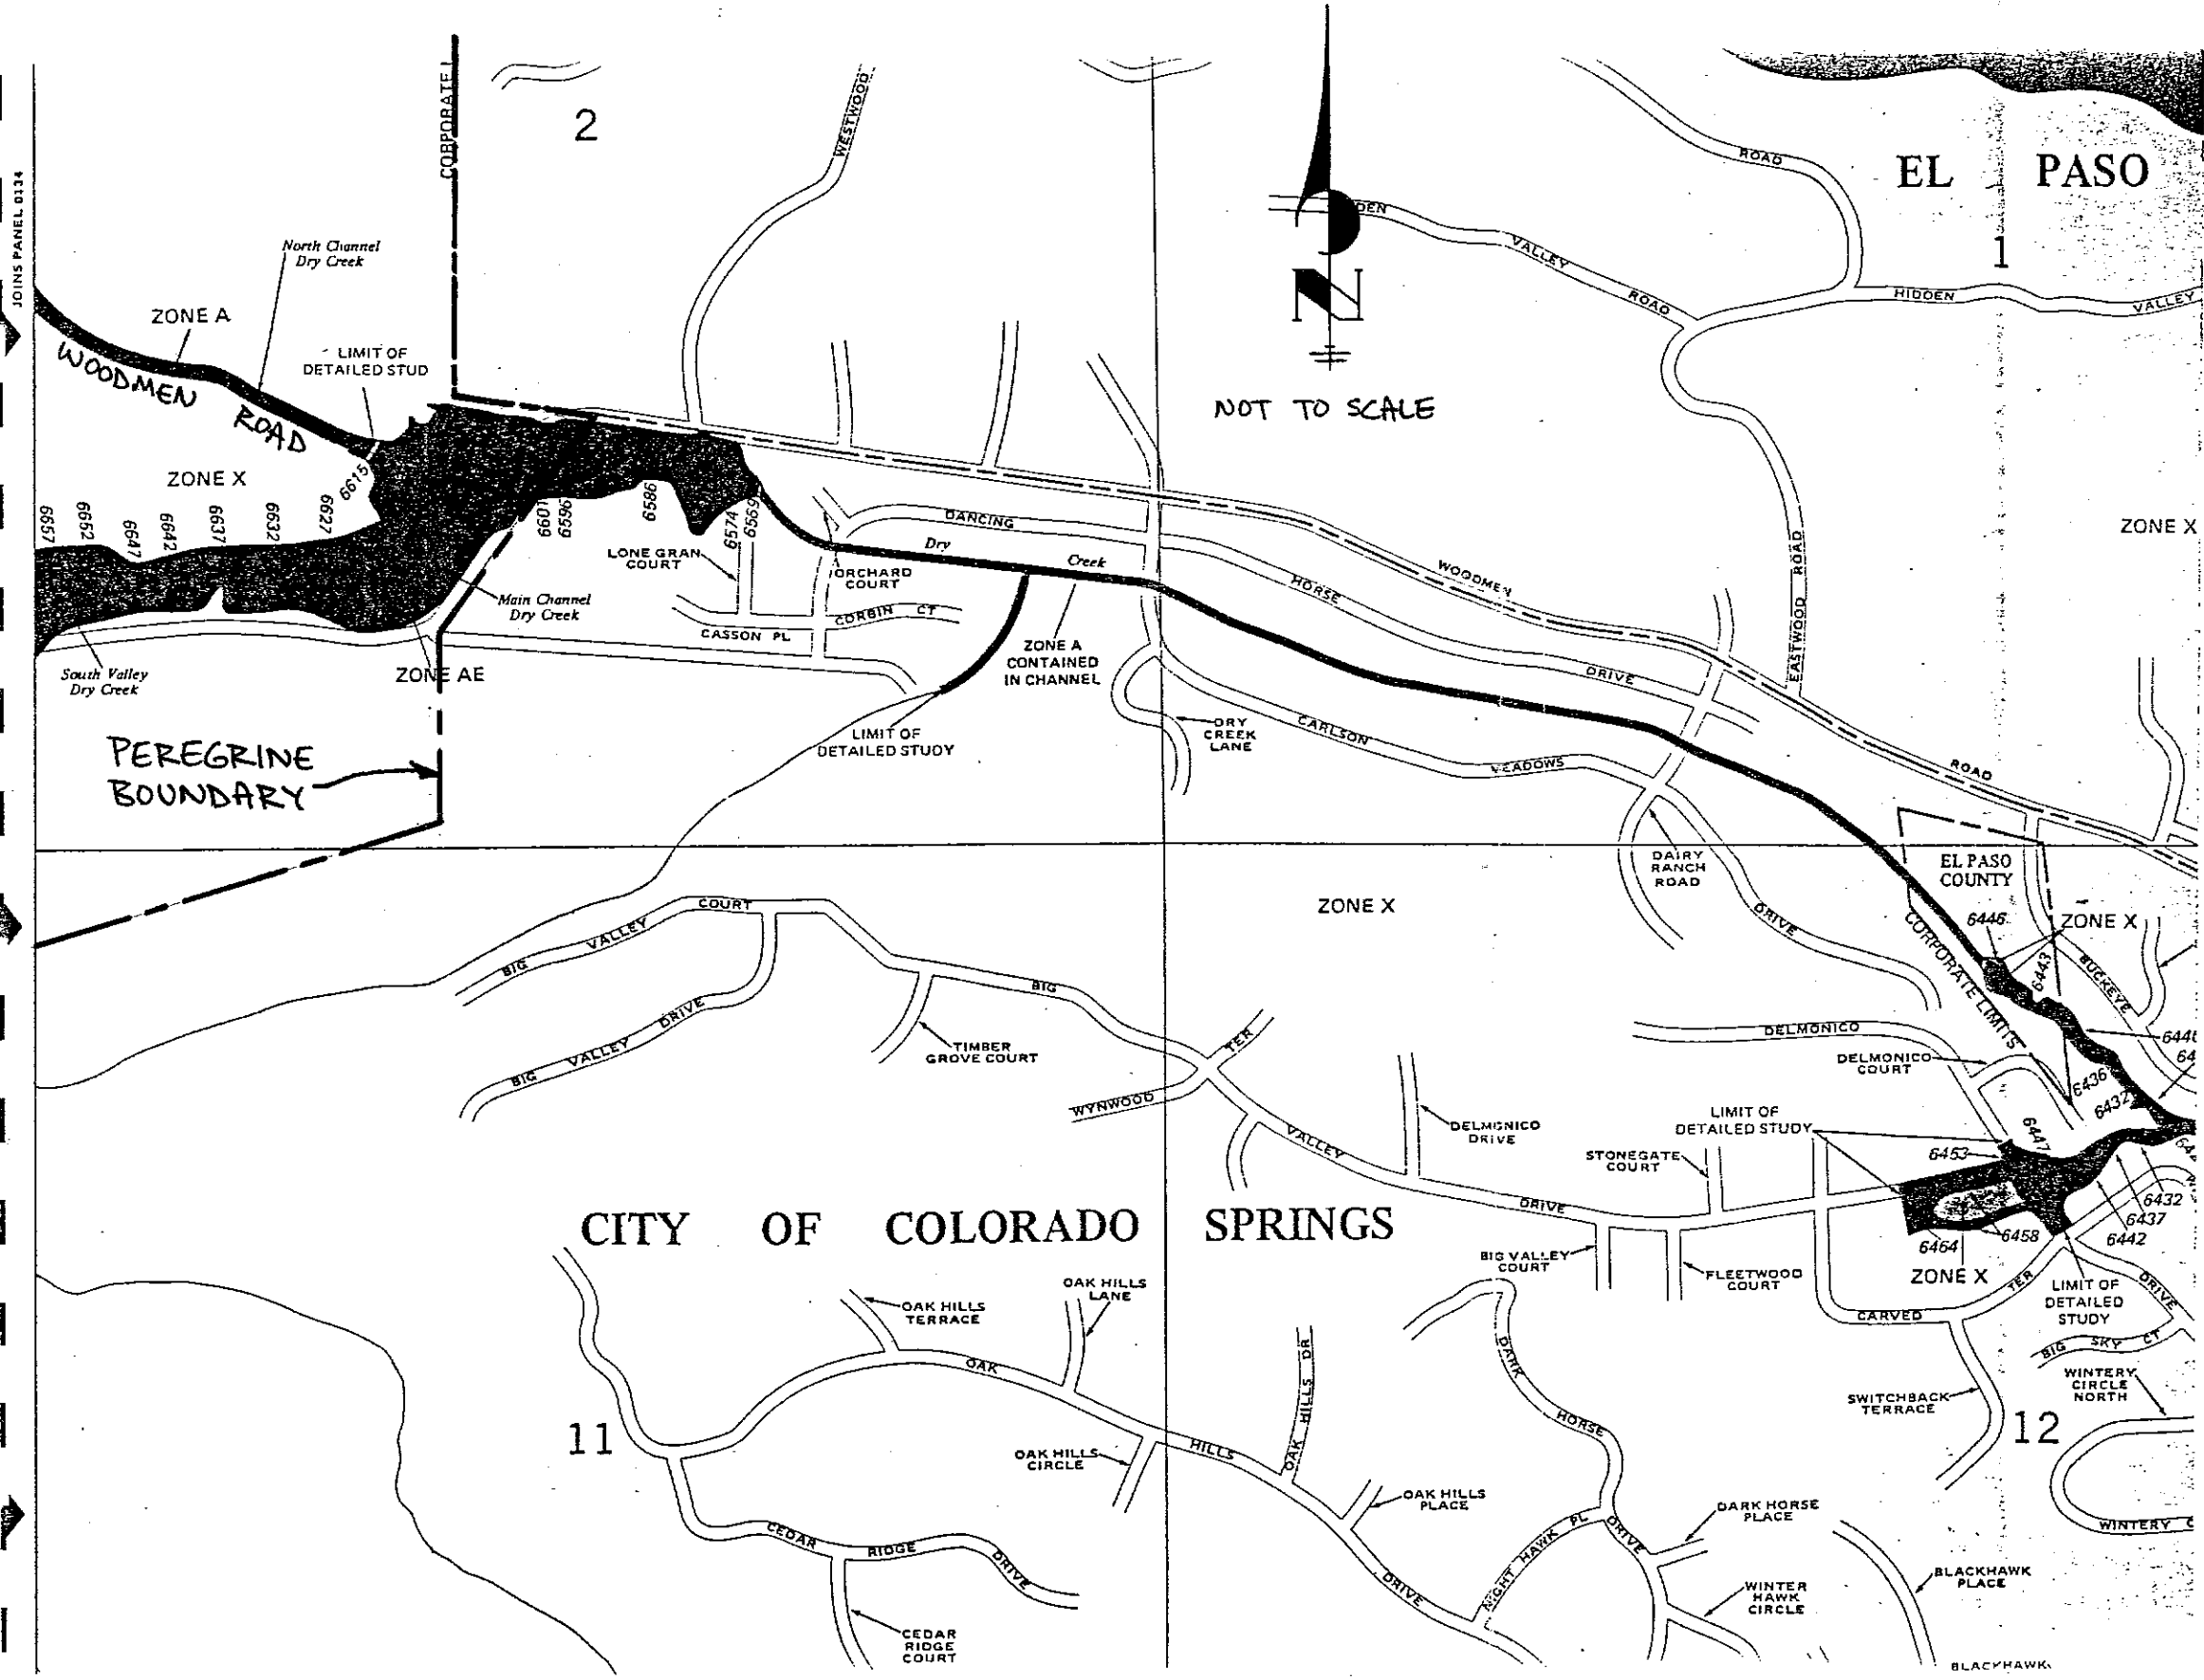 JOINS PANEL 0134
CORPORATE L
2
WESTWOOD
North Channel
Dry Creek
ZONE A
WOODMEN
ROAD
LIMIT OF
DETAILED STUD
ZONE X
6657
6652
6647
6642
6637
6632
6627
6615
6601
6596
6586
6574
6569
LONE GRAN
COURT
ORCHARD
COURT
CORBIN CT
CASSON PL
Main Channel
Dry Creek
ZONE AE
South Valley
Dry Creek
PEREGRINE
BOUNDARY
DANCING
Dry
Creek
HORSE
DRIVE
ZONE A
CONTAINED
IN CHANNEL
LIMIT OF
DETAILED STUDY
DRY
CREEK
LANE
CARLSON
MEADOWS
DRIVE
DAIRY
RANCH
ROAD
N
NOT TO SCALE
DEN
VALLEY
ROAD
ROAD
EL PASO
1
HIDDEN
VALLEY
EASTWOOD ROAD
WOODMEN
ROAD
ZONE X
EL PASO
COUNTY
6446
ZONE X
6443
BUCKEYE
CORPORATE LIMITS
ZONE X
BIG
VALLEY
COURT
BIG
VALLEY
DRIVE
TIMBER
GROVE COURT
BIG
WYNWOOD
TER
VALLEY
DRIVE
DELMONICO
DRIVE
DELMONICO
DELMONICO
COURT
6440
64
6436
6432
LIMIT OF
DETAILED STUDY
6447
6453
STONEGATE
COURT
BIG VALLEY
COURT
FLEETWOOD
COURT
6464
6458
ZONE X
6432
6437
6442
LIMIT OF
DETAILED
STUDY
CARVED
TER
DRIVE
BIG SKY CT
CITY OF COLORADO SPRINGS
OAK HILLS
TERRACE
OAK HILLS
LANE
OAK
HILLS
DRIVE
OAK HILLS DR
OAK HILLS
CIRCLE
OAK HILLS
PLACE
11
CEDAR
RIDGE
DRIVE
CEDAR
RIDGE
COURT
DARK
HORSE
DRIVE
NIGHT HAWK PL
DARK HORSE
PLACE
WINTER
HAWK
CIRCLE
SWITCHBACK
TERRACE
12
WINTERY
CIRCLE
NORTH
WINTERY C
BLACKHAWK
PLACE
BLACKHAWK